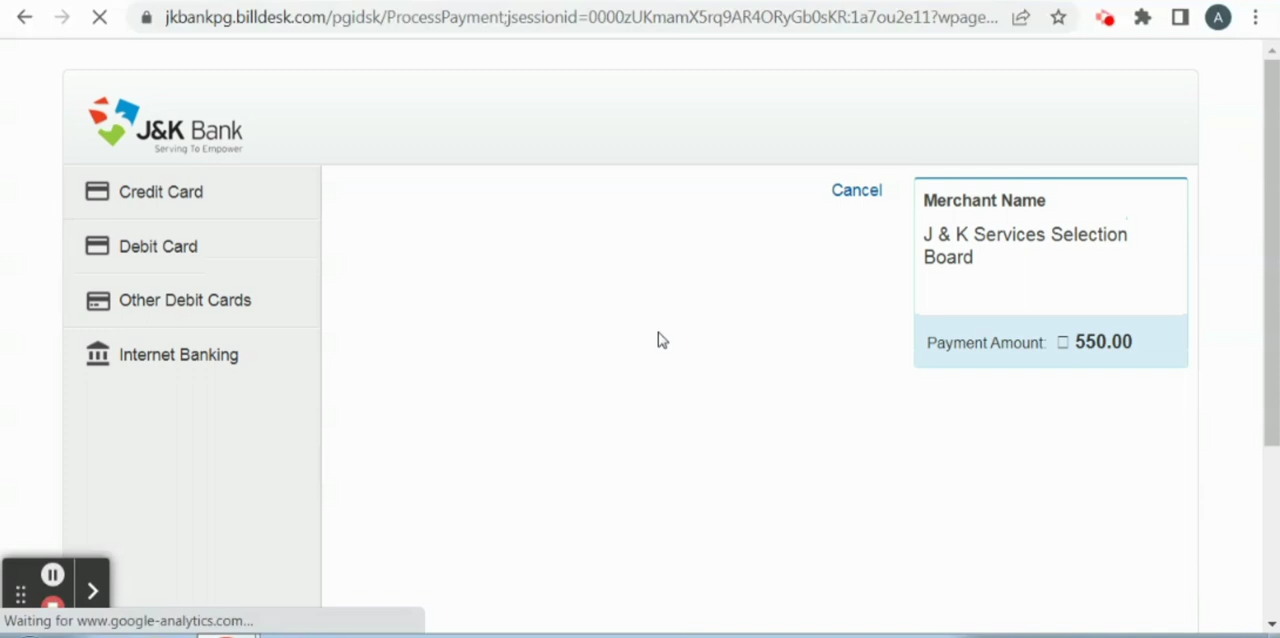 jkbankpg.billdesk.com/pgidsk/ProcessPayment;jsessionid=0000zUKmamX5rq9AR4ORyGb0sKR:1a7ou2e11?wpage...
A
J&K Bank
Serving To Empower
Credit Card
Debit Card
Other Debit Cards
Internet Banking
Cancel
Merchant Name
J & K Services Selection
Board
Payment Amount: 550.00
Waiting for www.google-analytics.com...